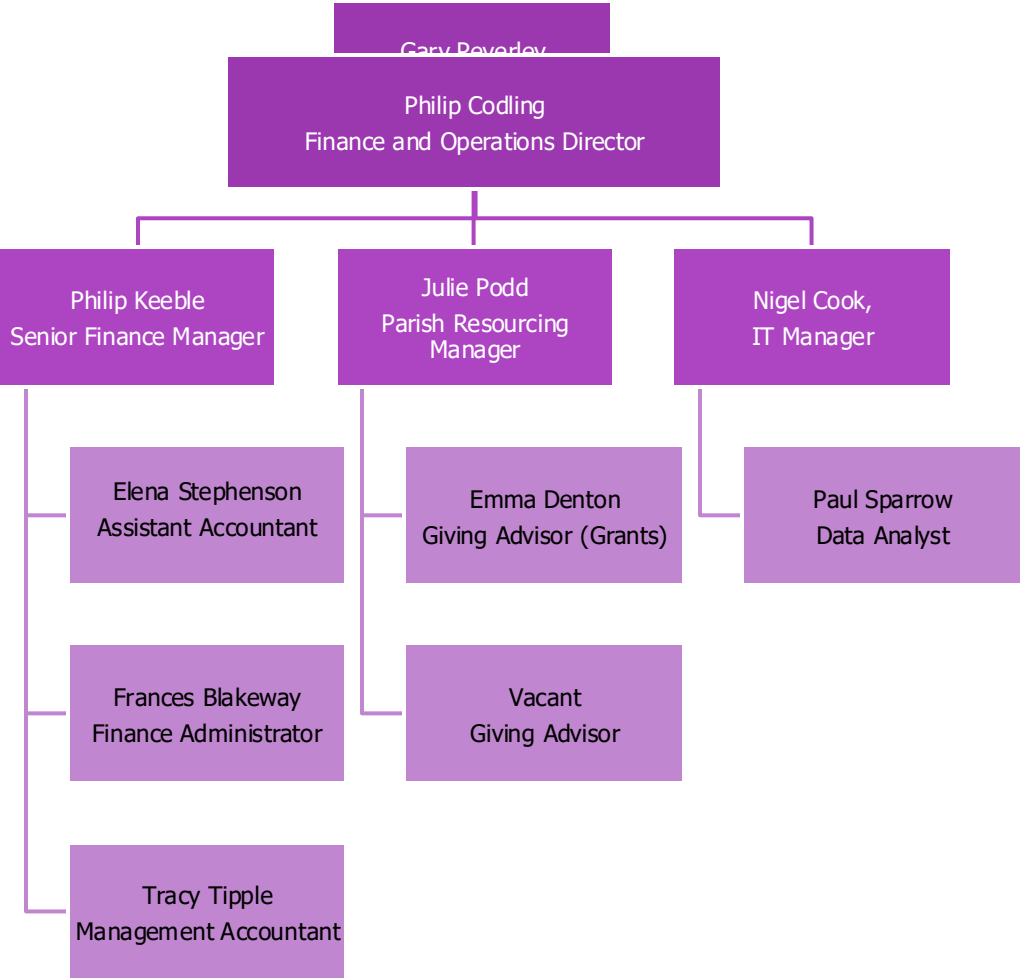 Gary Peverley
Philip Codling
Finance and Operations Director
Philip Keeble
Senior Finance Manager
Julie Podd
Parish Resourcing
Manager
Nigel Cook,
IT Manager
Elena Stephenson
Assistant Accountant
Emma Denton
Giving Advisor (Grants)
Paul Sparrow
Data Analyst
Frances Blakeway
Finance Administrator
Vacant
Giving Advisor
Tracy Tipple
Management Accountant